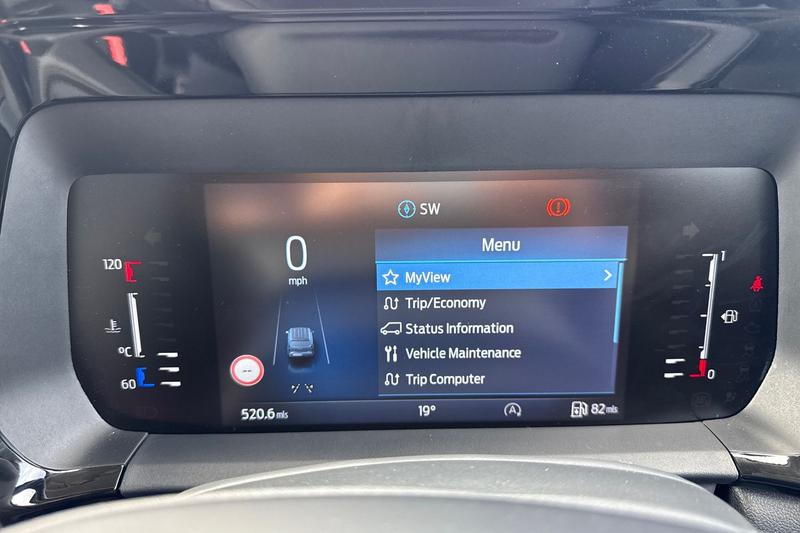 SW
0
mph
--
Menu
MyView
Trip/Economy
Status Information
Vehicle Maintenance
Trip Computer
120
°C
60
1
0
520.6 mls
19°
A
82 mls